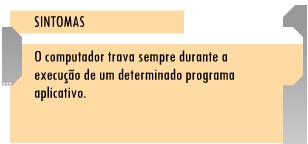 SINTOMAS
O computador trava sempre durante a
execução de um determinado programa
aplicativo.